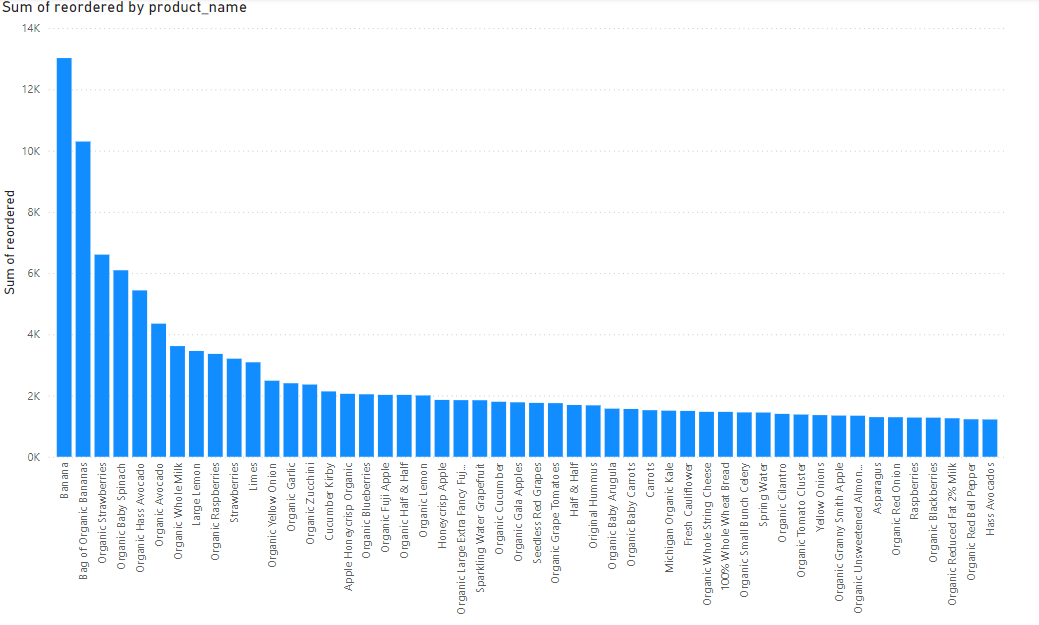 Sum of reordered by product_name
Sum of reordered
14K
12K
10K
8K
6K
4K
2K
0K
Banana
Bag of Organic Bananas
Organic Strawberries
Organic Baby Spinach
Organic Hass Avocado
Organic Avocado
Organic Whole Milk
Large Lemon
Organic Raspberries
Strawberries
Limes
Organic Yellow Onion
Organic Garlic
Organic Zucchini
Cucumber Kirby
Apple Honeycrisp Organic
Organic Blueberries
Organic Fuji Apple
Organic Half & Half
Organic Lemon
Honeycrisp Apple
Organic Large Extra Fancy Fuj...
Sparkling Water Grapefruit
Organic Cucumber
Organic Gala Apples
Seedless Red Grapes
Organic Grape Tomatoes
Half & Half
Original Hummus
Organic Baby Arugula
Organic Baby Carrots
Carrots
Michigan Organic Kale
Fresh Cauliflower
Organic Whole String Cheese
100% Whole Wheat Bread
Organic Small Bunch Celery
Spring Water
Organic Cilantro
Organic Tomato Cluster
Yellow Onions
Organic Granny Smith Apple
Organic Unsweetened Almon...
Asparagus
Organic Red Onion
Raspberries
Organic Blackberries
Organic Reduced Fat 2% Milk
Organic Red Bell Pepper
Hass Avocados